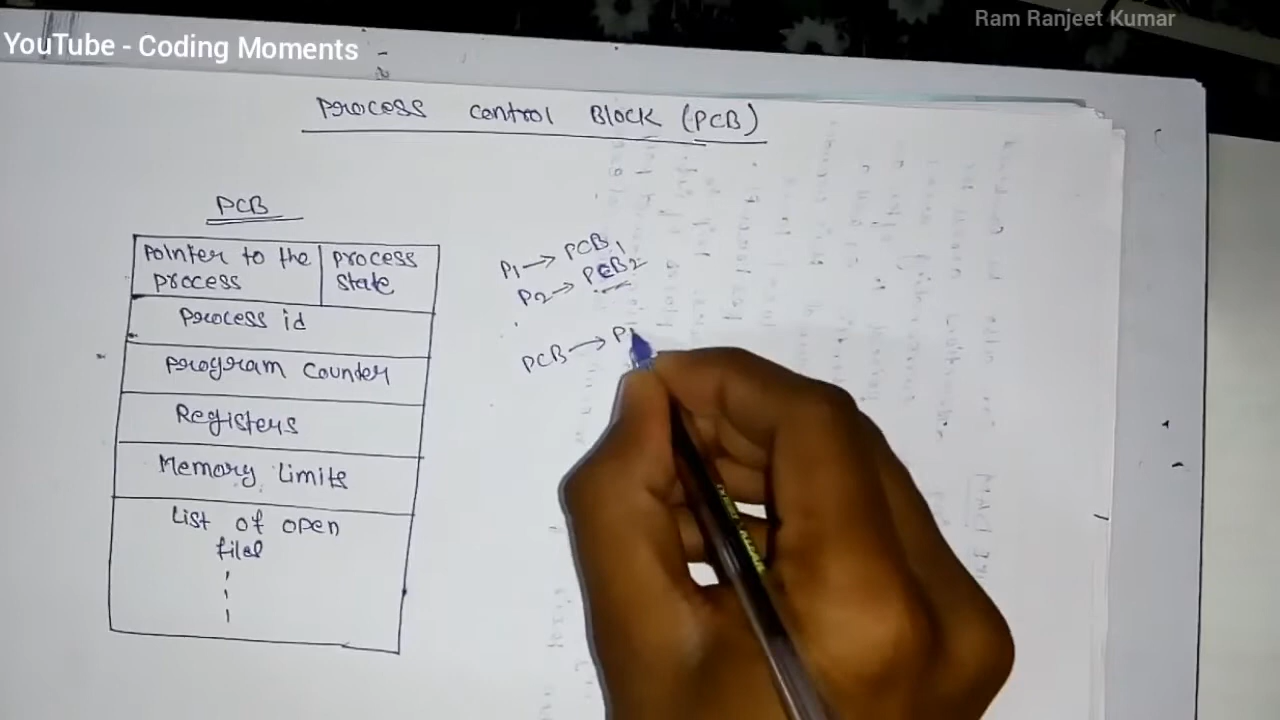 Ram Ranjeet Kumar
YouTube - Coding Moments
Process Control Block (PCB)
PCB
Pointer to the process
Process state
Process id
Program Counter
Registers
Memory Limits
List of open
files
P1 → PCB1
P2 → PCB2
PCB → P